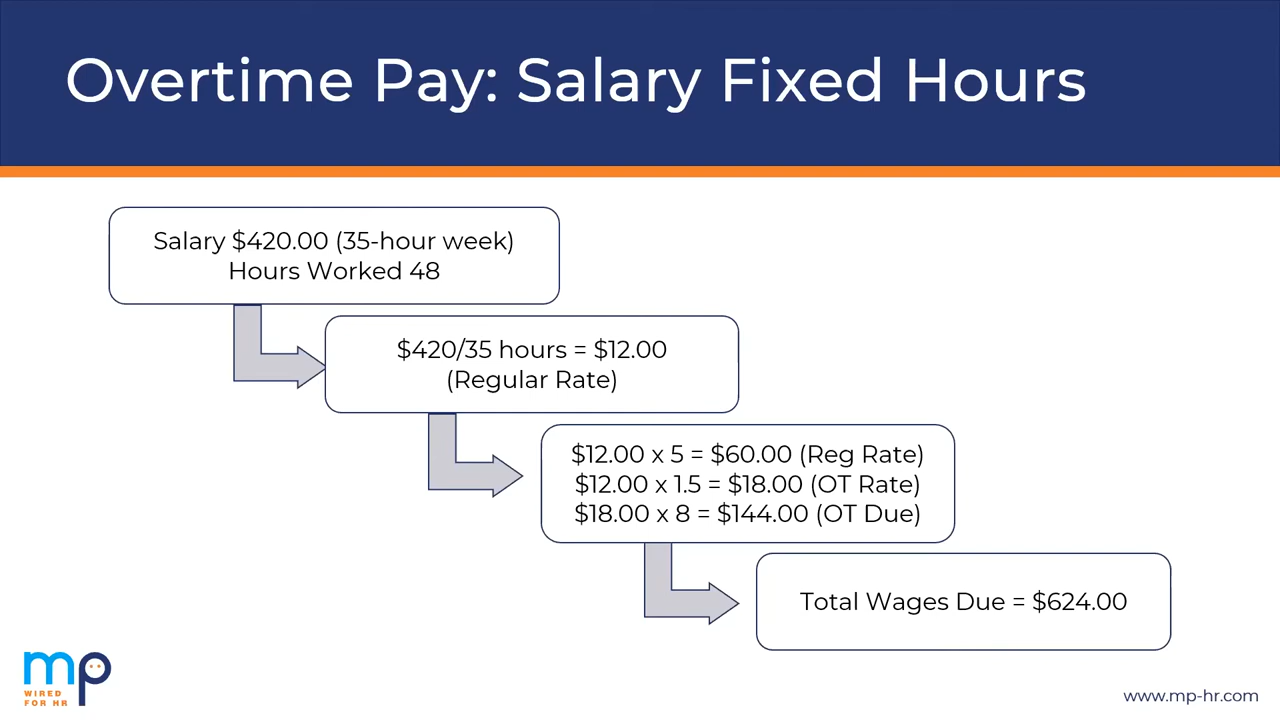 Overtime Pay: Salary Fixed Hours
Salary $420.00 (35-hour week)
Hours Worked 48
$420/35 hours = $12.00
(Regular Rate)
$12.00 x 5 = $60.00 (Reg Rate)
$12.00 x 1.5 = $18.00 (OT Rate)
$18.00 x 8 = $144.00 (OT Due)
Total Wages Due = $624.00
mp
WIRED
FOR HR
www.mp-hr.com